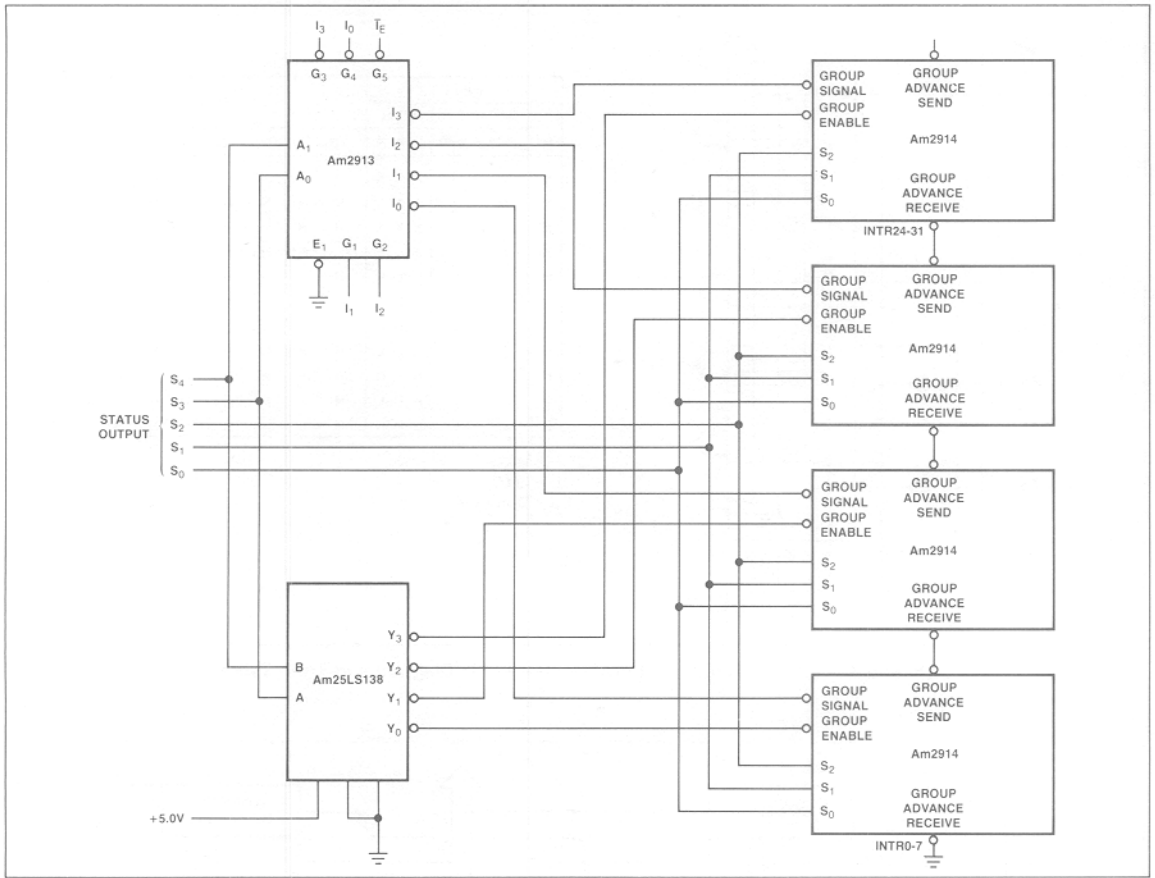 I3 I0 T̅E
G3 G4 G5
I3
A1
I2
Am2913
A0
I1
I0
E1 G1 G2
I1 I2
GROUP SIGNAL
GROUP ADVANCE SEND
GROUP ENABLE
Am2914
S2
S1
S0
GROUP ADVANCE RECEIVE
INTR24-31
GROUP SIGNAL
GROUP ADVANCE SEND
GROUP ENABLE
Am2914
S2
S1
S0
GROUP ADVANCE RECEIVE
STATUS OUTPUT
S4
S3
S2
S1
S0
GROUP SIGNAL
GROUP ADVANCE SEND
GROUP ENABLE
Am2914
S2
S1
S0
GROUP ADVANCE RECEIVE
Y3
B
Y2
Am25LS138
A
Y1
Y0
+5.0V
GROUP SIGNAL
GROUP ADVANCE SEND
GROUP ENABLE
Am2914
S2
S1
S0
GROUP ADVANCE RECEIVE
INTR0-7